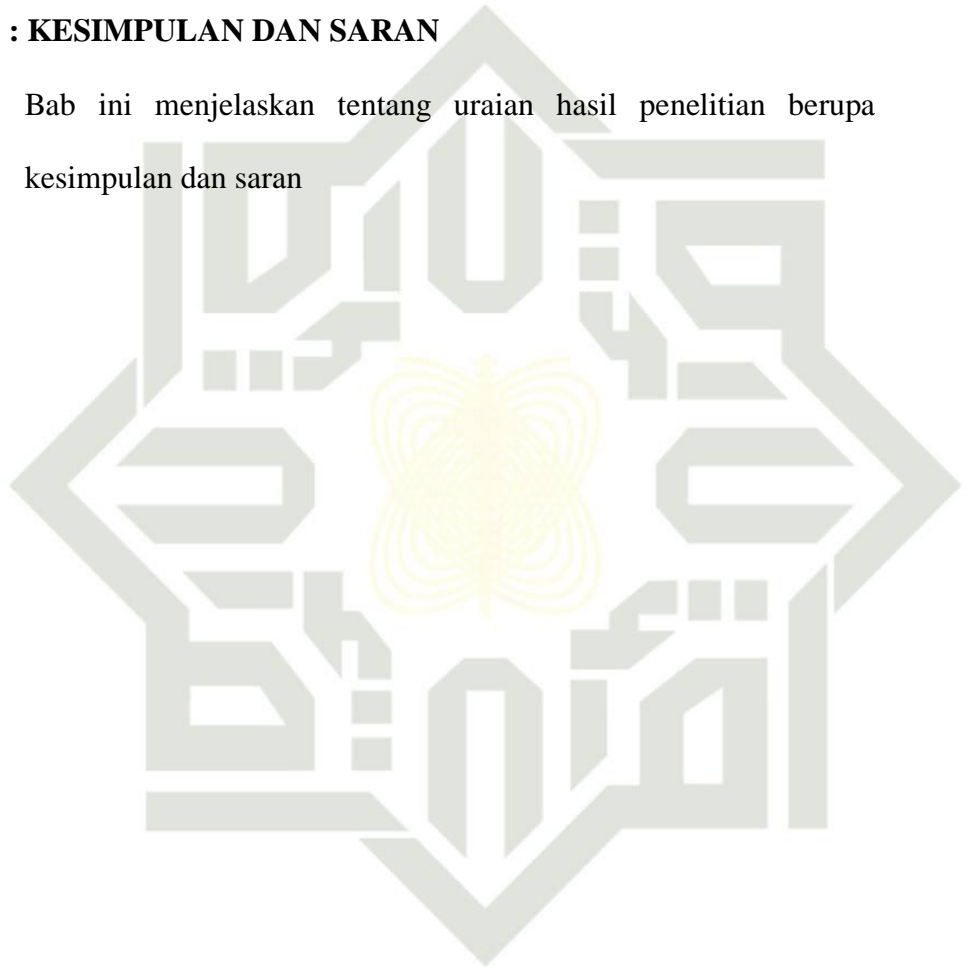 : KESIMPULAN DAN SARAN
Bab ini menjelaskan tentang uraian hasil penelitian berupa
kesimpulan dan saran